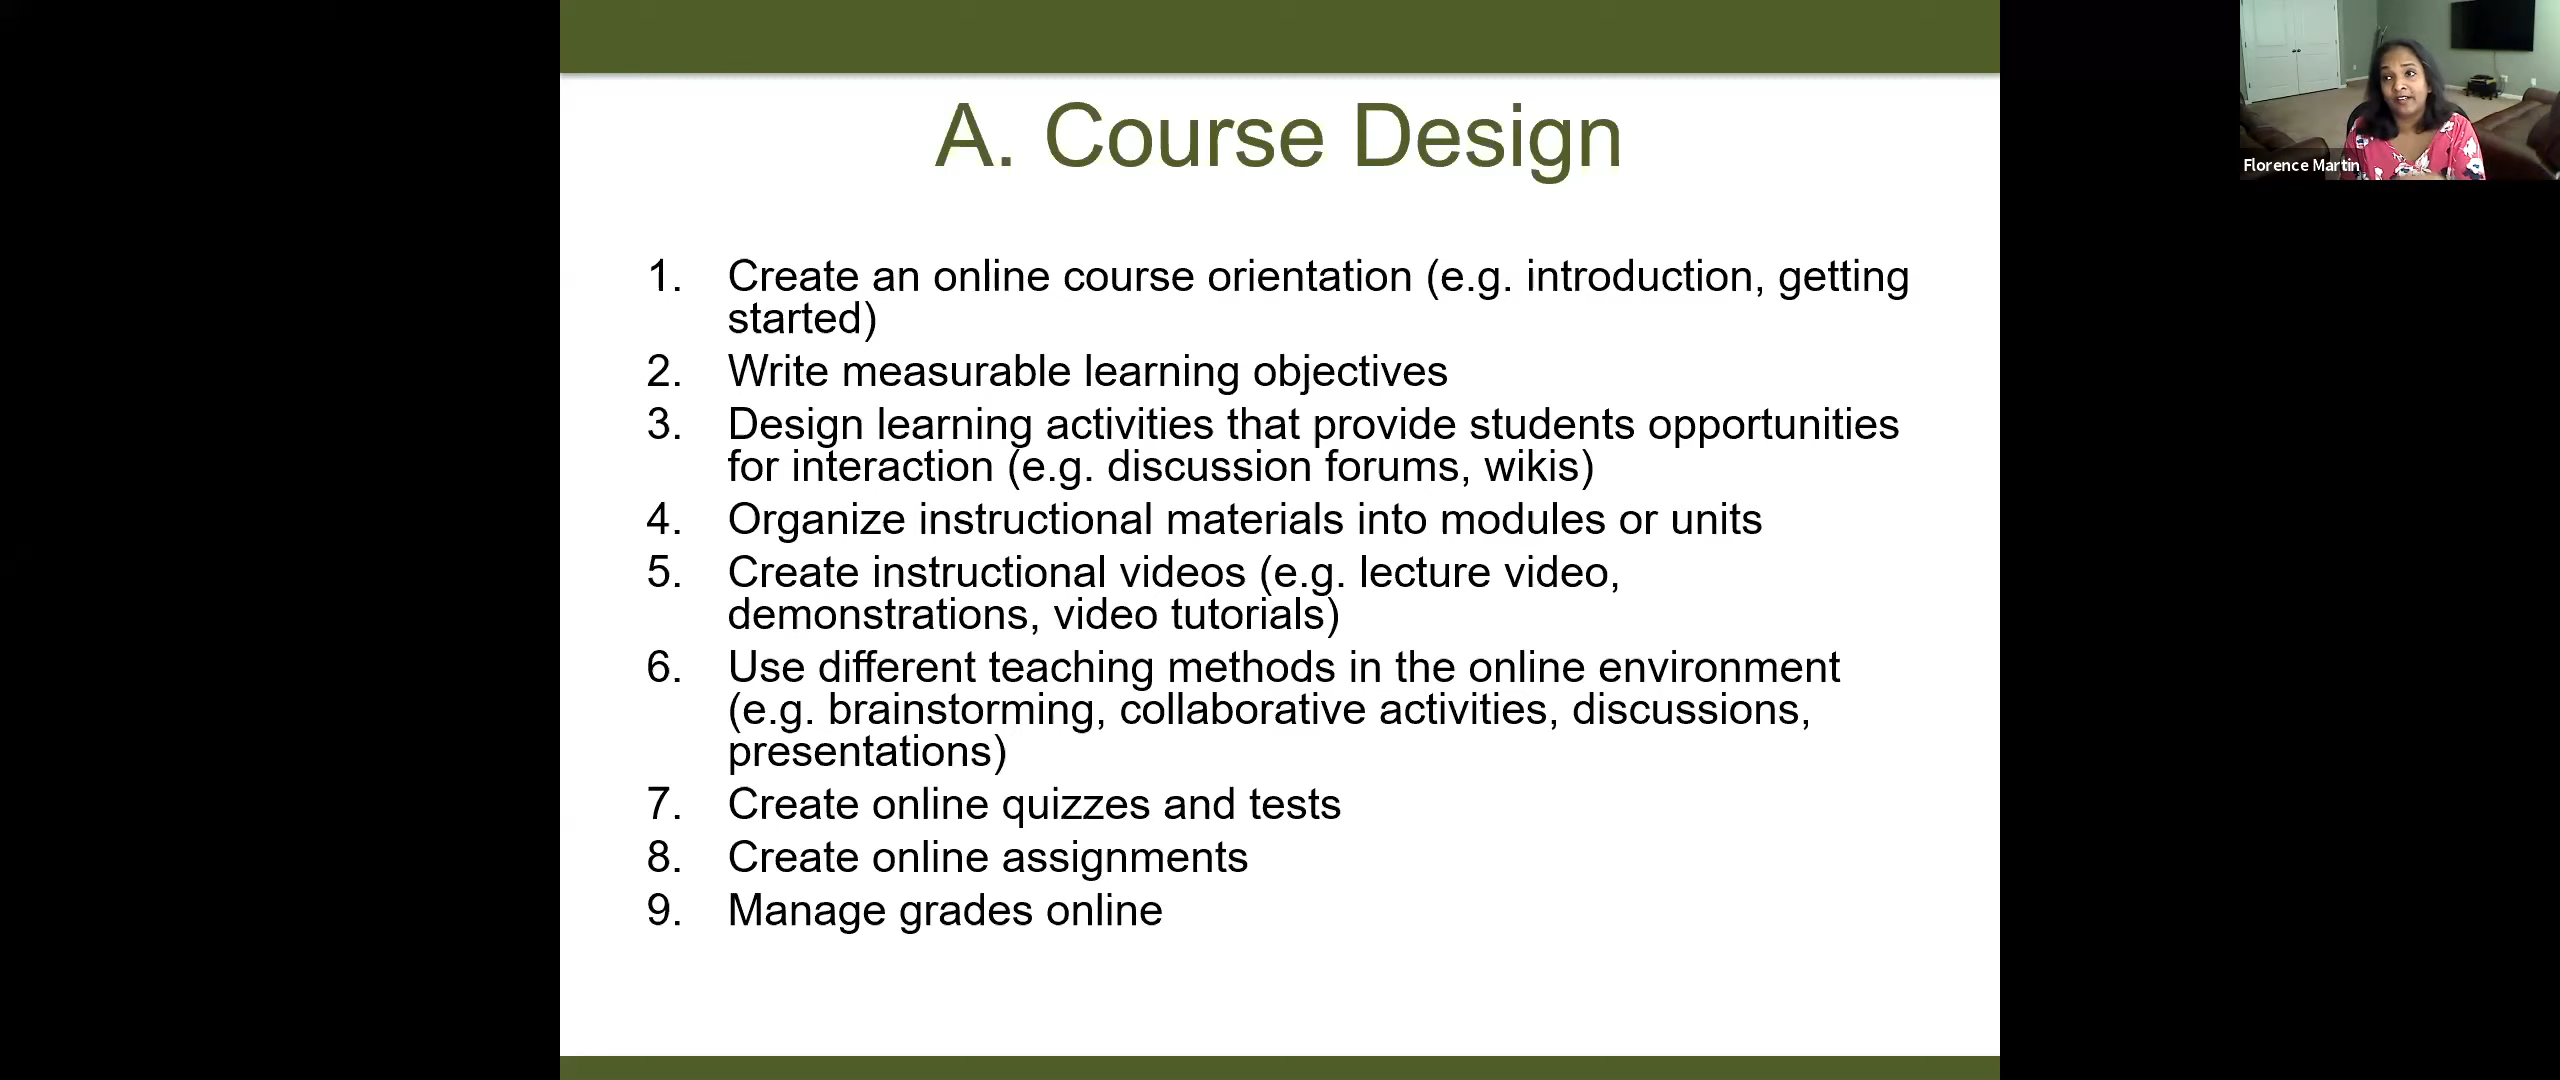 A. Course Design
1. Create an online course orientation (e.g. introduction, getting
started)
2. Write measurable learning objectives
3. Design learning activities that provide students opportunities
for interaction (e.g. discussion forums, wikis)
4. Organize instructional materials into modules or units
5. Create instructional videos (e.g. lecture video,
demonstrations, video tutorials)
6. Use different teaching methods in the online environment
(e.g. brainstorming, collaborative activities, discussions,
presentations)
7. Create online quizzes and tests
8. Create online assignments
9. Manage grades online
Florence Martin